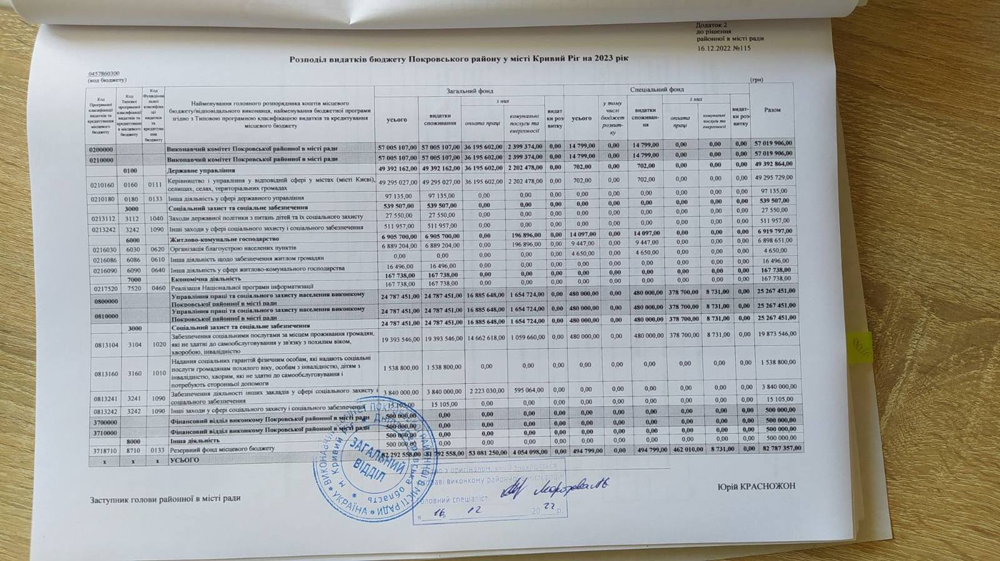 Додаток 2
до рішення
районної в місті ради
16.12.2022 №115
Розподіл видатків бюджету Покровського району у місті Кривий Ріг на 2023 рік
0457860300
(код бюджету)
(грн)
Код Програмної класифікації видатків та кредитування місцевого бюджету | Код Типової програмної класифікації видатків та кредитування місцевого бюджету | Код Функціональної класифікації видатків та кредитування бюджету | Найменування головного розпорядника коштів місцевого бюджету/відповідального виконавця, найменування бюджетної програми згідно з Типовою програмною класифікацією видатків та кредитування місцевого бюджету | Загальний фонд | Спеціальний фонд | Разом
усього | видатки споживання | з них | оплата праці | комунальні послуги та енергоносії | видатки розвитку | усього | у тому числі бюджет розвитку | видатки споживання | з них | оплата праці | комунальні послуги та енергоносії | видатки розвитку
0200000 Виконавчий комітет Покровської районної в місті ради 57 005 107,00 57 005 107,00 36 195 602,00 2 399 374,00 0,00 14 799,00 0,00 14 799,00 0,00 0,00 0,00 57 019 906,00
0210000 Виконавчий комітет Покровської районної в місті ради 57 005 107,00 57 005 107,00 36 195 602,00 2 399 374,00 0,00 14 799,00 0,00 14 799,00 0,00 0,00 0,00 57 019 906,00
0100 Державне управління 49 392 162,00 49 392 162,00 36 195 602,00 2 202 478,00 0,00 702,00 0,00 702,00 0,00 0,00 0,00 49 392 864,00
0210160 0160 0111 Керівництво і управління у відповідній сфері у містах (місті Києві), селищах, селах, територіальних громадах 49 295 027,00 49 295 027,00 36 195 602,00 2 202 478,00 0,00 702,00 0,00 702,00 0,00 0,00 0,00 49 295 729,00
0210180 0180 0133 Інша діяльність у сфері державного управління 97 135,00 97 135,00 0,00 0,00 0,00 0,00 0,00 0,00 0,00 0,00 0,00 97 135,00
3000 Соціальний захист та соціальне забезпечення 539 507,00 539 507,00 0,00 0,00 0,00 0,00 0,00 0,00 0,00 0,00 0,00 539 507,00
0213112 3112 1040 Заходи державної політики з питань дітей та їх соціального захисту 27 550,00 27 550,00 0,00 0,00 0,00 0,00 0,00 0,00 0,00 0,00 0,00 27 550,00
0213242 3242 1090 Інші заходи у сфері соціального захисту і соціального забезпечення 511 957,00 511 957,00 0,00 0,00 0,00 0,00 0,00 0,00 0,00 0,00 0,00 511 957,00
6000 Житлово-комунальне господарство 6 905 700,00 6 905 700,00 0,00 196 896,00 0,00 14 097,00 0,00 14 097,00 0,00 0,00 0,00 6 919 797,00
0216030 6030 0620 Організація благоустрою населених пунктів 6 889 204,00 6 889 204,00 0,00 196 896,00 0,00 9 447,00 0,00 9 447,00 0,00 0,00 0,00 6 898 651,00
0216086 6086 0610 Інша діяльність щодо забезпечення житлом громадян 0,00 0,00 0,00 0,00 0,00 4 650,00 0,00 4 650,00 0,00 0,00 0,00 4 650,00
0216090 6090 0640 Інша діяльність у сфері житлово-комунального господарства 16 496,00 16 496,00 0,00 0,00 0,00 0,00 0,00 0,00 0,00 0,00 0,00 16 496,00
7000 Економічна діяльність 167 738,00 167 738,00 0,00 0,00 0,00 0,00 0,00 0,00 0,00 0,00 0,00 167 738,00
0217520 7520 0460 Реалізація Національної програми інформатизації 167 738,00 167 738,00 0,00 0,00 0,00 0,00 0,00 0,00 0,00 0,00 0,00 167 738,00
0800000 Управління праці та соціального захисту населення виконкому Покровської районної в місті ради 24 787 451,00 24 787 451,00 16 885 648,00 1 654 724,00 0,00 480 000,00 0,00 480 000,00 378 700,00 8 731,00 0,00 25 267 451,00
0810000 Управління праці та соціального захисту населення виконкому Покровської районної в місті ради 24 787 451,00 24 787 451,00 16 885 648,00 1 654 724,00 0,00 480 000,00 0,00 480 000,00 378 700,00 8 731,00 0,00 25 267 451,00
3000 Соціальний захист та соціальне забезпечення 24 787 451,00 24 787 451,00 16 885 648,00 1 654 724,00 0,00 480 000,00 0,00 480 000,00 378 700,00 8 731,00 0,00 25 267 451,00
0813104 3104 1020 Забезпечення соціальними послугами за місцем проживання громадян, які не здатні до самообслуговування у зв'язку з похилим віком, хворобою, інвалідністю 19 393 546,00 19 393 546,00 14 662 618,00 1 059 660,00 0,00 480 000,00 0,00 480 000,00 378 700,00 8 731,00 0,00 19 873 546,00
0813160 3160 1010 Надання соціальних гарантій фізичним особам, які надають соціальні послуги громадянам похилого віку, особам з інвалідністю, дітям з інвалідністю, хворим, які не здатні до самообслуговування і потребують сторонньої допомоги 1 538 800,00 1 538 800,00 0,00 0,00 0,00 0,00 0,00 0,00 0,00 0,00 0,00 1 538 800,00
0813241 3241 1090 Забезпечення діяльності інших закладів у сфері соціального захисту і соціального забезпечення 3 840 000,00 3 840 000,00 2 223 030,00 595 064,00 0,00 0,00 0,00 0,00 0,00 0,00 0,00 3 840 000,00
0813242 3242 1090 Інші заходи у сфері соціального захисту і соціального забезпечення 15 105,00 15 105,00 0,00 0,00 0,00 0,00 0,00 0,00 0,00 0,00 0,00 15 105,00
3700000 Фінансовий відділ виконкому Покровської районної в місті ради 500 000,00 0,00 0,00 0,00 0,00 0,00 0,00 0,00 0,00 0,00 0,00 500 000,00
3710000 Фінансовий відділ виконкому Покровської районної в місті ради 500 000,00 0,00 0,00 0,00 0,00 0,00 0,00 0,00 0,00 0,00 0,00 500 000,00
8000 Інша діяльність 500 000,00 0,00 0,00 0,00 0,00 0,00 0,00 0,00 0,00 0,00 0,00 500 000,00
3718710 8710 0133 Резервний фонд місцевого бюджету 500 000,00 0,00 0,00 0,00 0,00 0,00 0,00 0,00 0,00 0,00 0,00 500 000,00
х х х УСЬОГО 82 292 558,00 81 792 558,00 53 081 250,00 4 054 098,00 0,00 494 799,00 0,00 494 799,00 462 010,00 8 731,00 0,00 82 787 357,00
ЗАГАЛЬНИЙ
ВІДДІЛ
УКРАЇНА
м. Кривий Ріг
з оригіналом, який знаходиться
виконкому районної
головний спеціаліст
« 16 » 12 2022 р.
Заступник голови районної в місті ради
Юрій КРАСНОЖОН